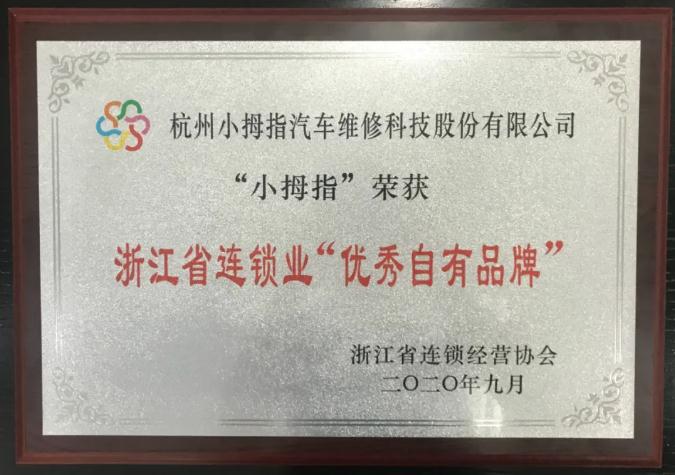 杭州小拇指汽车维修科技股份有限公司
“小拇指”荣获
浙江省连锁业“优秀自有品牌”
浙江省连锁经营协会
二〇二〇年九月